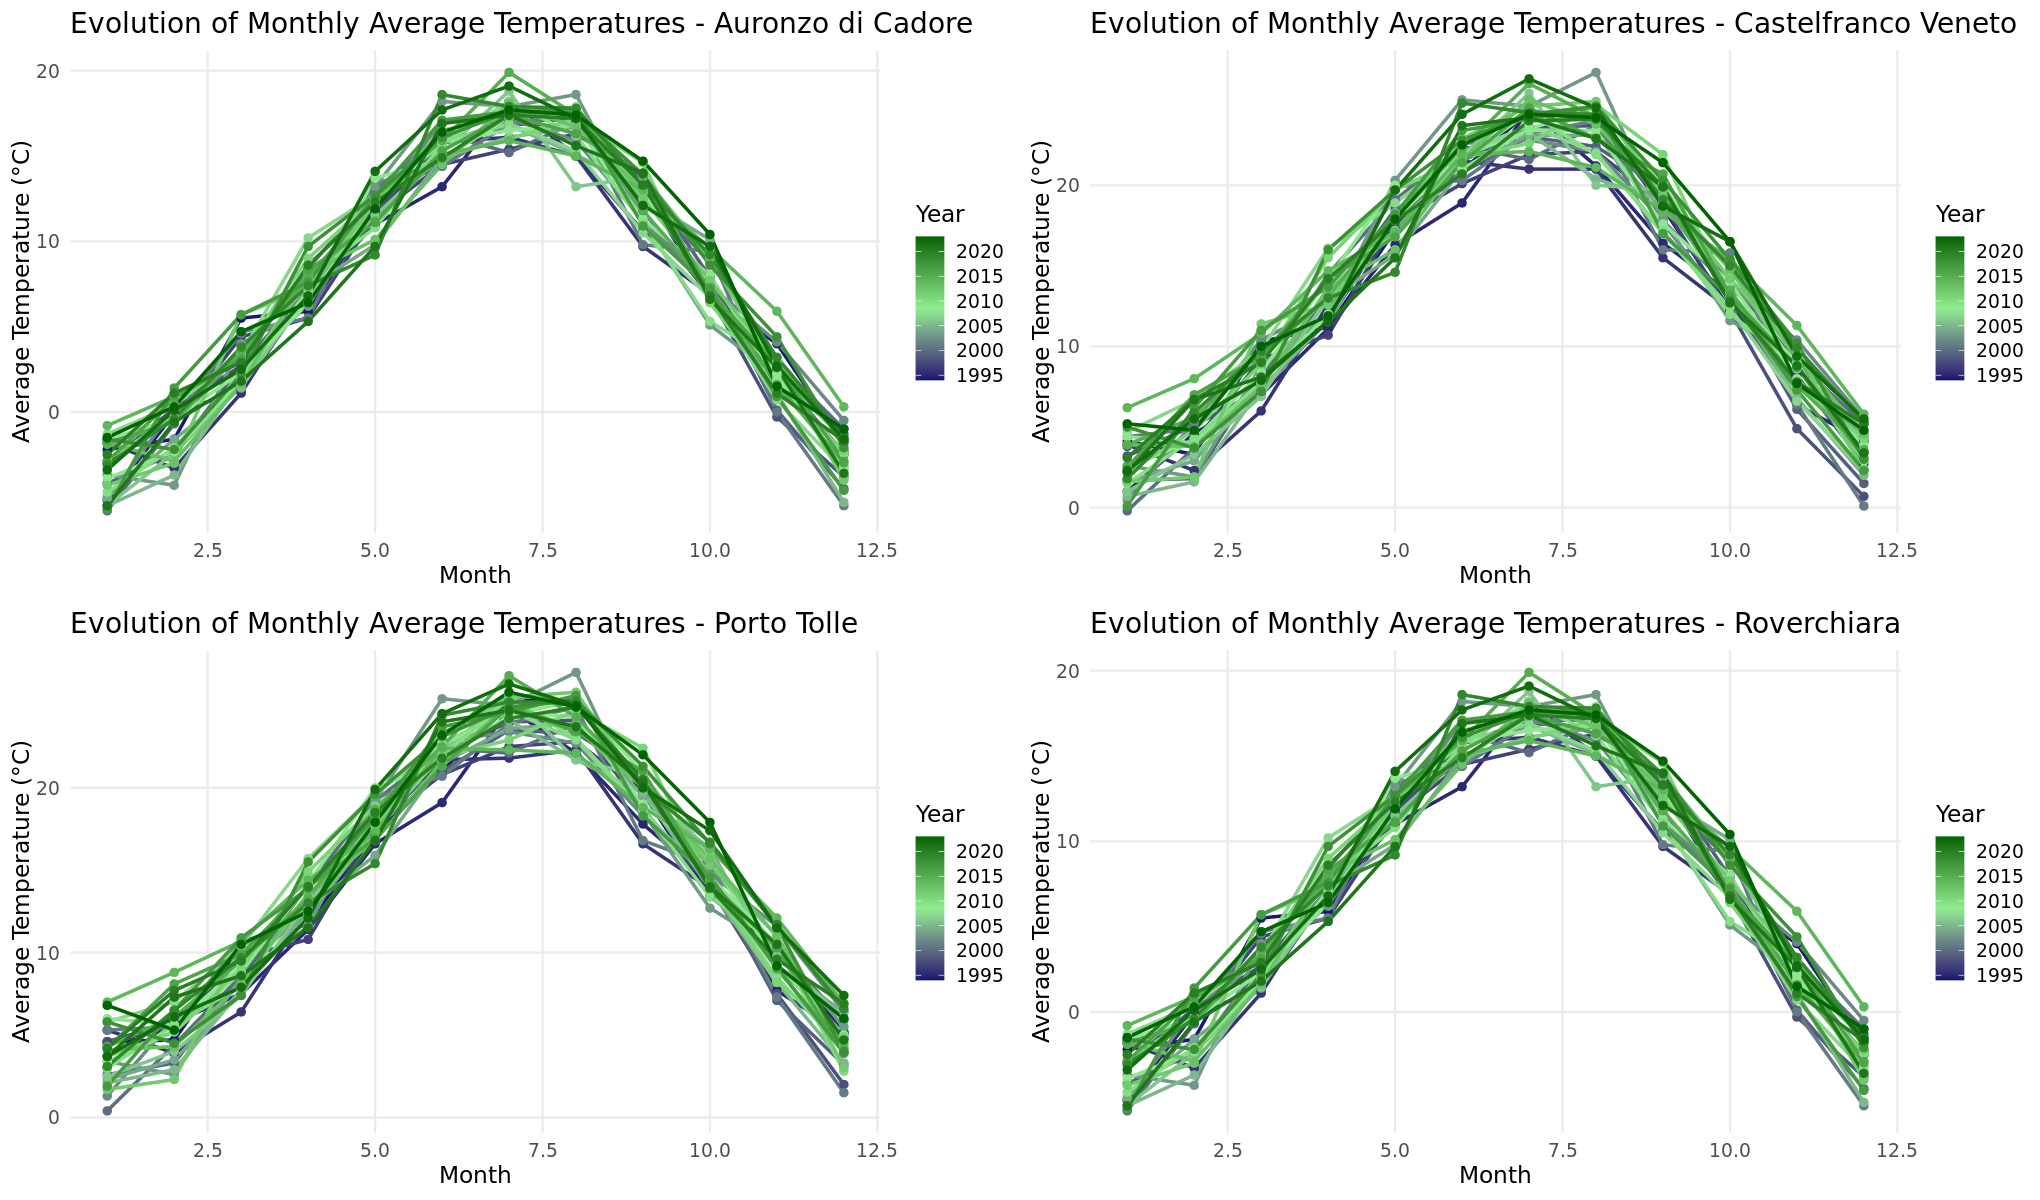 Evolution of Monthly Average Temperatures - Auronzo di Cadore
Average Temperature (°C)
20
10
0
2.5 5.0 7.5 10.0 12.5
Month
Year
2020
2015
2010
2005
2000
1995
Evolution of Monthly Average Temperatures - Castelfranco Veneto
Average Temperature (°C)
20
10
0
2.5 5.0 7.5 10.0 12.5
Month
Year
2020
2015
2010
2005
2000
1995
Evolution of Monthly Average Temperatures - Porto Tolle
Average Temperature (°C)
20
10
0
2.5 5.0 7.5 10.0 12.5
Month
Year
2020
2015
2010
2005
2000
1995
Evolution of Monthly Average Temperatures - Roverchiara
Average Temperature (°C)
20
10
0
2.5 5.0 7.5 10.0 12.5
Month
Year
2020
2015
2010
2005
2000
1995